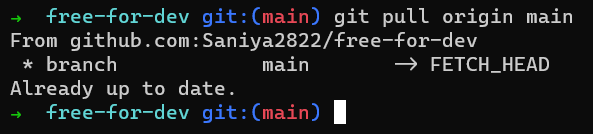 → free-for-dev git:(main) git pull origin main
From github.com:Saniya2822/free-for-dev
 * branch            main       -> FETCH_HEAD
Already up to date.
→ free-for-dev git:(main)